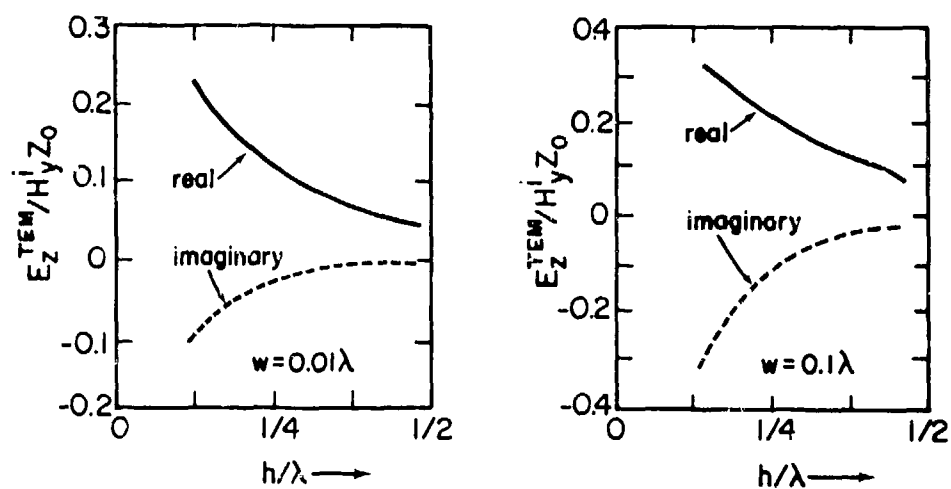 0.3
0.2
0.1
0
-0.1
-0.2
E_z^TEM/H_y^i Z_0
real
imaginary
w=0.01λ
0
1/4
1/2
h/λ →
0.4
0.2
0
-0.2
-0.4
E_z^TEM/H_y^i Z_0
real
imaginary
w=0.1λ
0
1/4
1/2
h/λ →